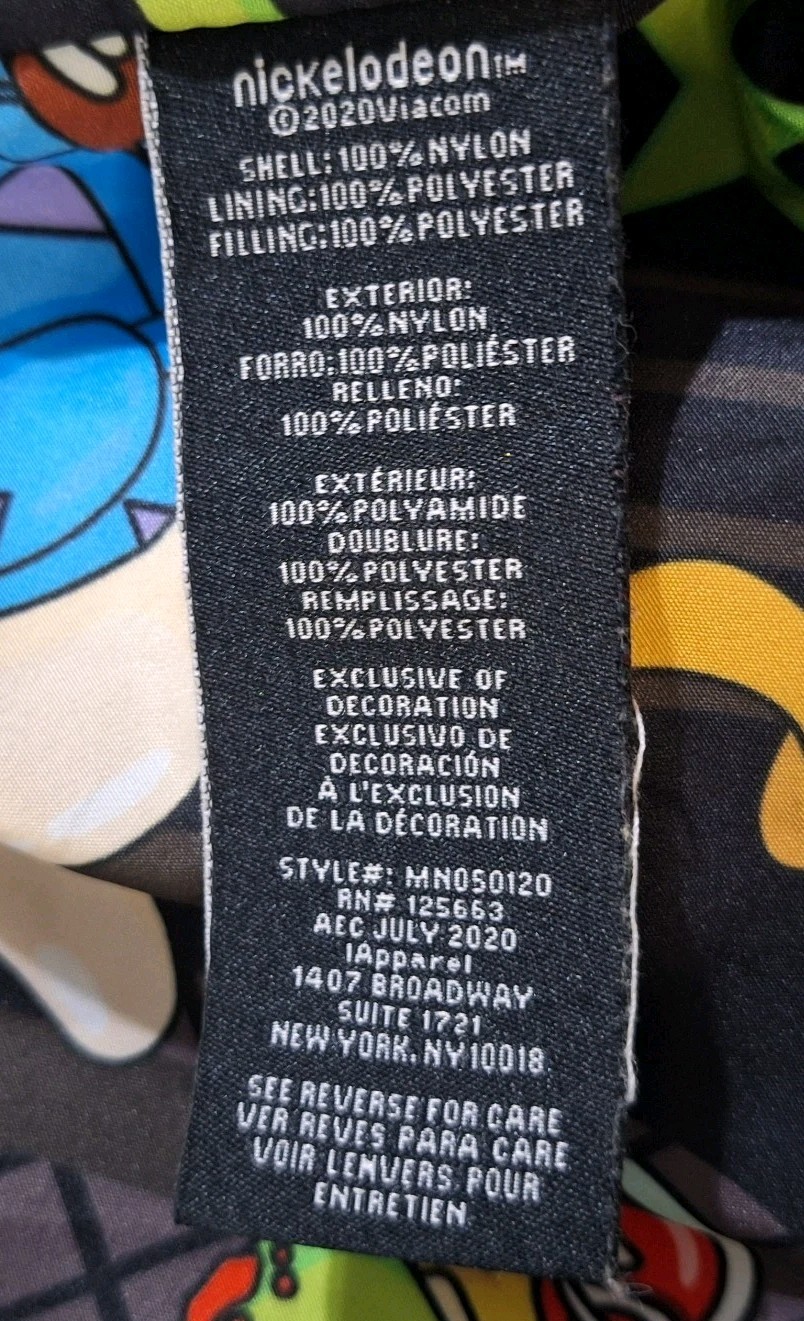 nickelodeon™
©2020Viacom
SHELL: 100% NYLON
LINING:100%POLYESTER
FILLING:100%POLYESTER
EXTERIOR:
100%NYLON
FORRO:100%POLIÉSTER
RELLENO:
100%POLIÉSTER
EXTÉRIEUR:
100%POLYAMIDE
DOUBLURE:
100%POLYESTER
REMPLISSAGE:
100%POLYESTER
EXCLUSIVE OF
DECORATION
EXCLUSIVO DE
DECORACIÓN
À L'EXCLUSION
DE LA DÉCORATION
STYLE#: MN050120
RN# 125663
AEC JULY 2020
IApparel
1407 BROADWAY
SUITE 1721
NEW YORK, NY 10018
SEE REVERSE FOR CARE
VER REVES PARA CARE
VOIR LENVERS POUR
ENTRETIEN